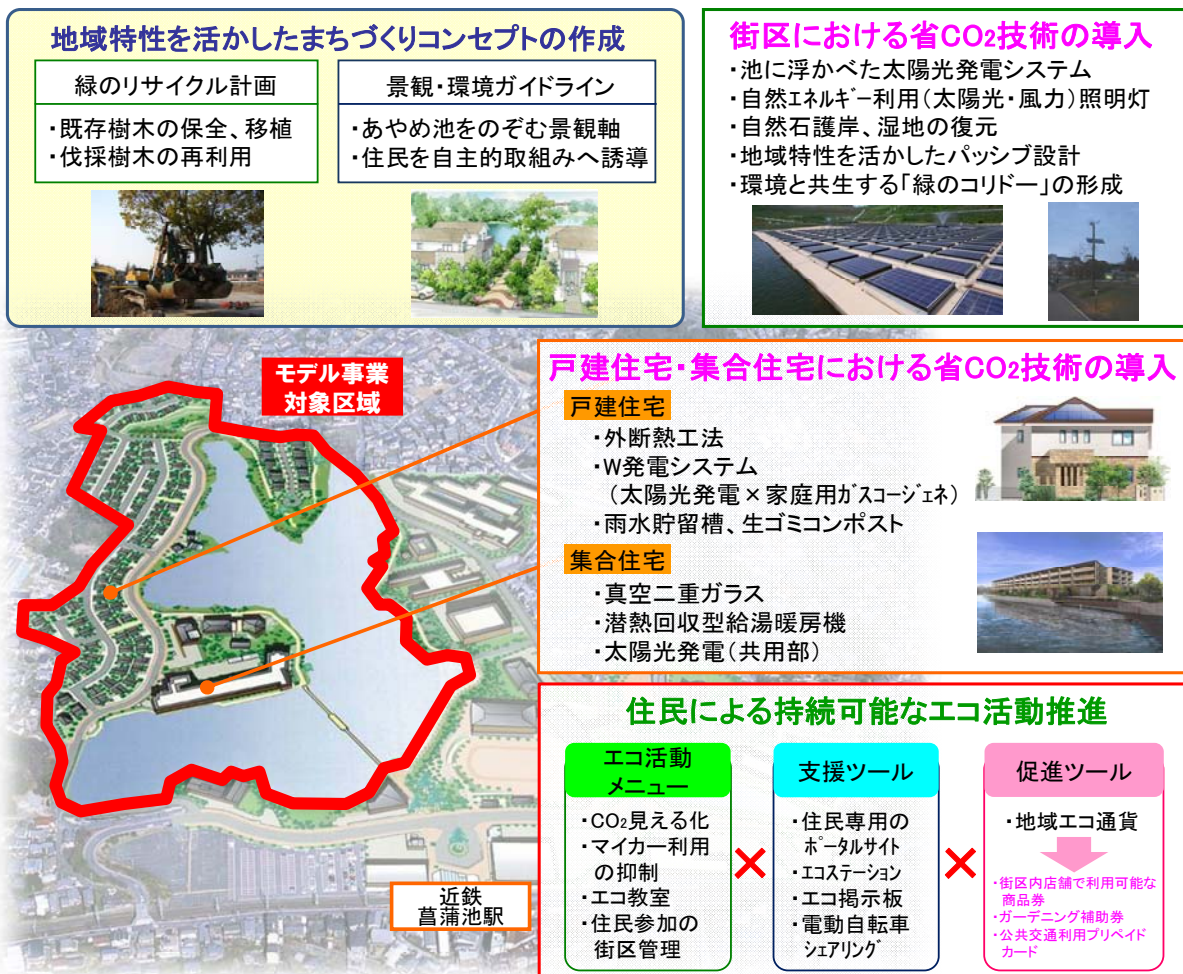 地域特性を活かしたまちづくりコンセプトの作成
緑のリサイクル計画
・既存樹木の保全、移植
・伐採樹木の再利用
景観・環境ガイドライン
・あやめ池をのぞむ景観軸
・住民を自主的取組みへ誘導
街区における省CO₂技術の導入
・池に浮かべた太陽光発電システム
・自然ｴﾈﾙｷﾞｰ利用(太陽光・風力)照明灯
・自然石護岸、湿地の復元
・地域特性を活かしたパッシブ設計
・環境と共生する「緑のコリドー」の形成
モデル事業
対象区域
戸建住宅・集合住宅における省CO₂技術の導入
戸建住宅
・外断熱工法
・W発電システム
（太陽光発電×家庭用ｶﾞｽコージｪネ）
・雨水貯留槽、生ゴミコンポスト
集合住宅
・真空二重ガラス
・潜熱回収型給湯暖房機
・太陽光発電(共用部)
近鉄
菖蒲池駅
住民による持続可能なエコ活動推進
エコ活動
メニュー
・CO₂見える化
・マイカー利用
の抑制
・エコ教室
・住民参加の
街区管理
×
支援ツール
・住民専用の
ポータルサイト
・エコステーション
・エコ掲示板
・電動自転車
シェアリング
×
促進ツール
・地域エコ通貨
・街区内店舗で利用可能な
商品券
・ガーデニング補助券
・公共交通利用プリペイド
カード